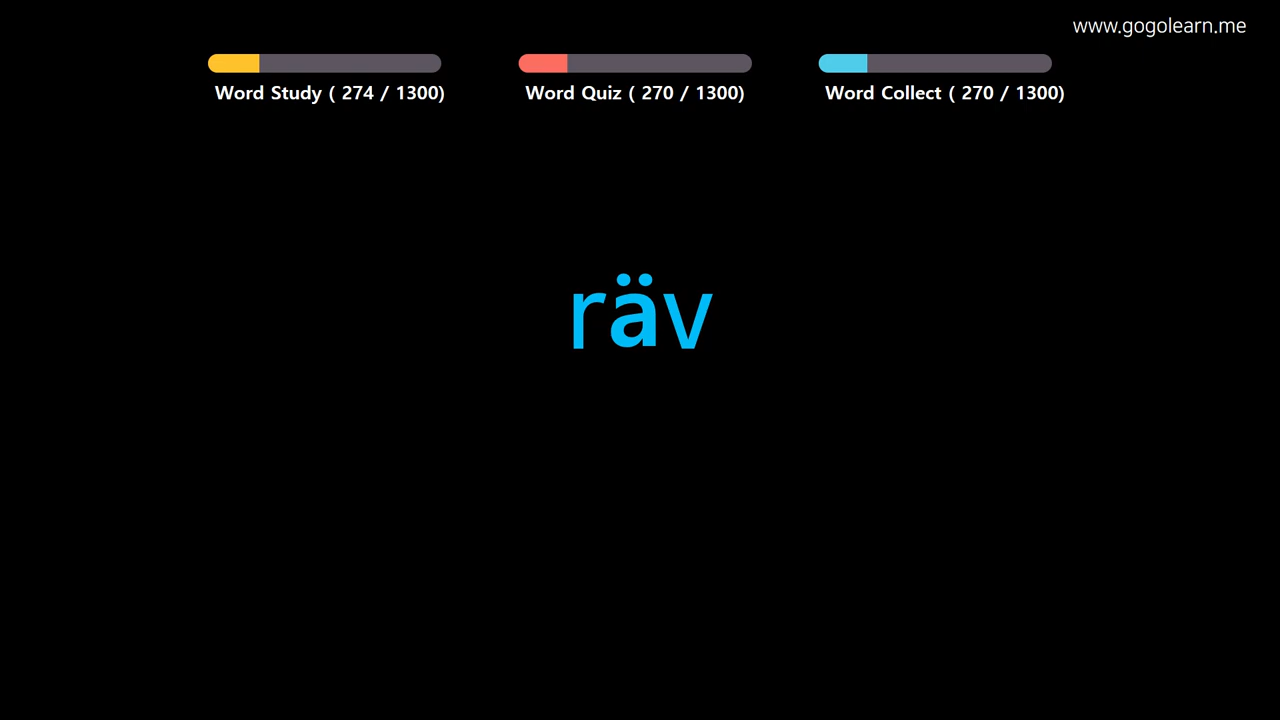 www.gogolearn.me
Word Study ( 274 / 1300)
Word Quiz ( 270 / 1300)
Word Collect ( 270 / 1300)
räv